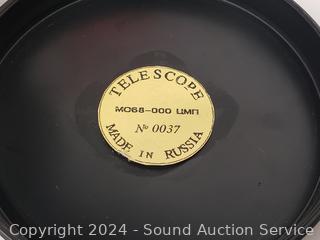 TELESCOPE
МС68-000 ЦМП
№ 0037
MADE IN RUSSIA
Copyright 2024 - Sound Auction Service